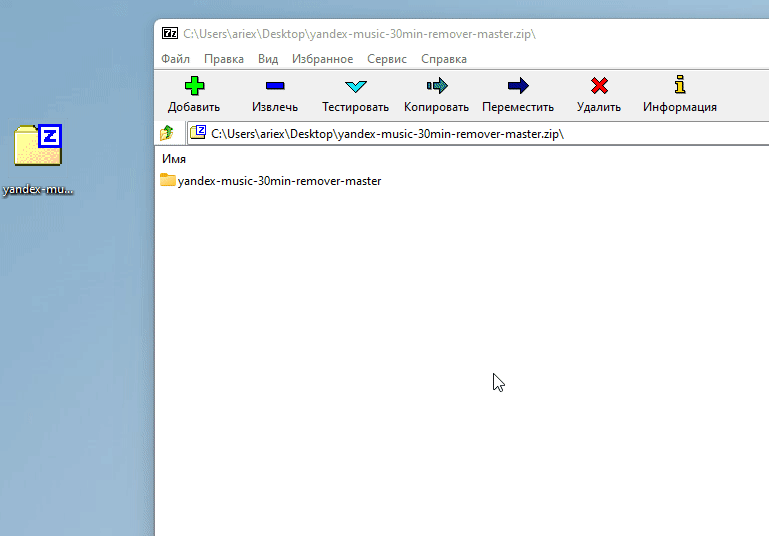 C:\Users\ariex\Desktop\yandex-music-30min-remover-master.zip\
Файл Правка Вид Избранное Сервис Справка
Добавить Извлечь Тестировать Копировать Переместить Удалить Информация
C:\Users\ariex\Desktop\yandex-music-30min-remover-master.zip\
Имя
yandex-music-30min-remover-master
yandex-mu...